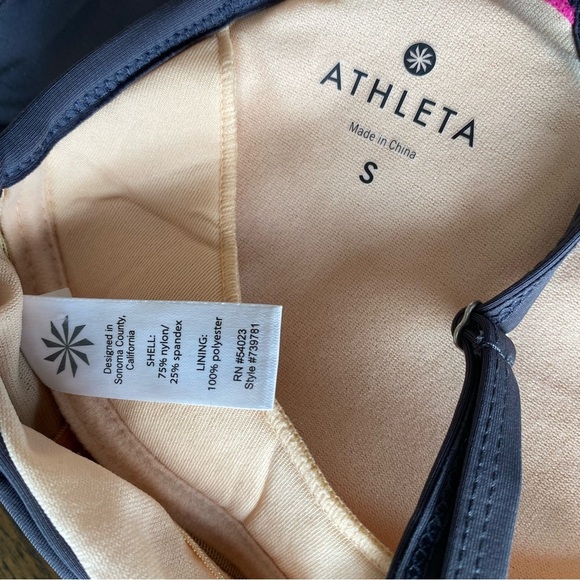 ATHLETA
Made in China
S
Designed in
Sonoma County,
California
SHELL:
75% nylon/
25% spandex
LINING:
100% polyester
RN #54023
Style #739781